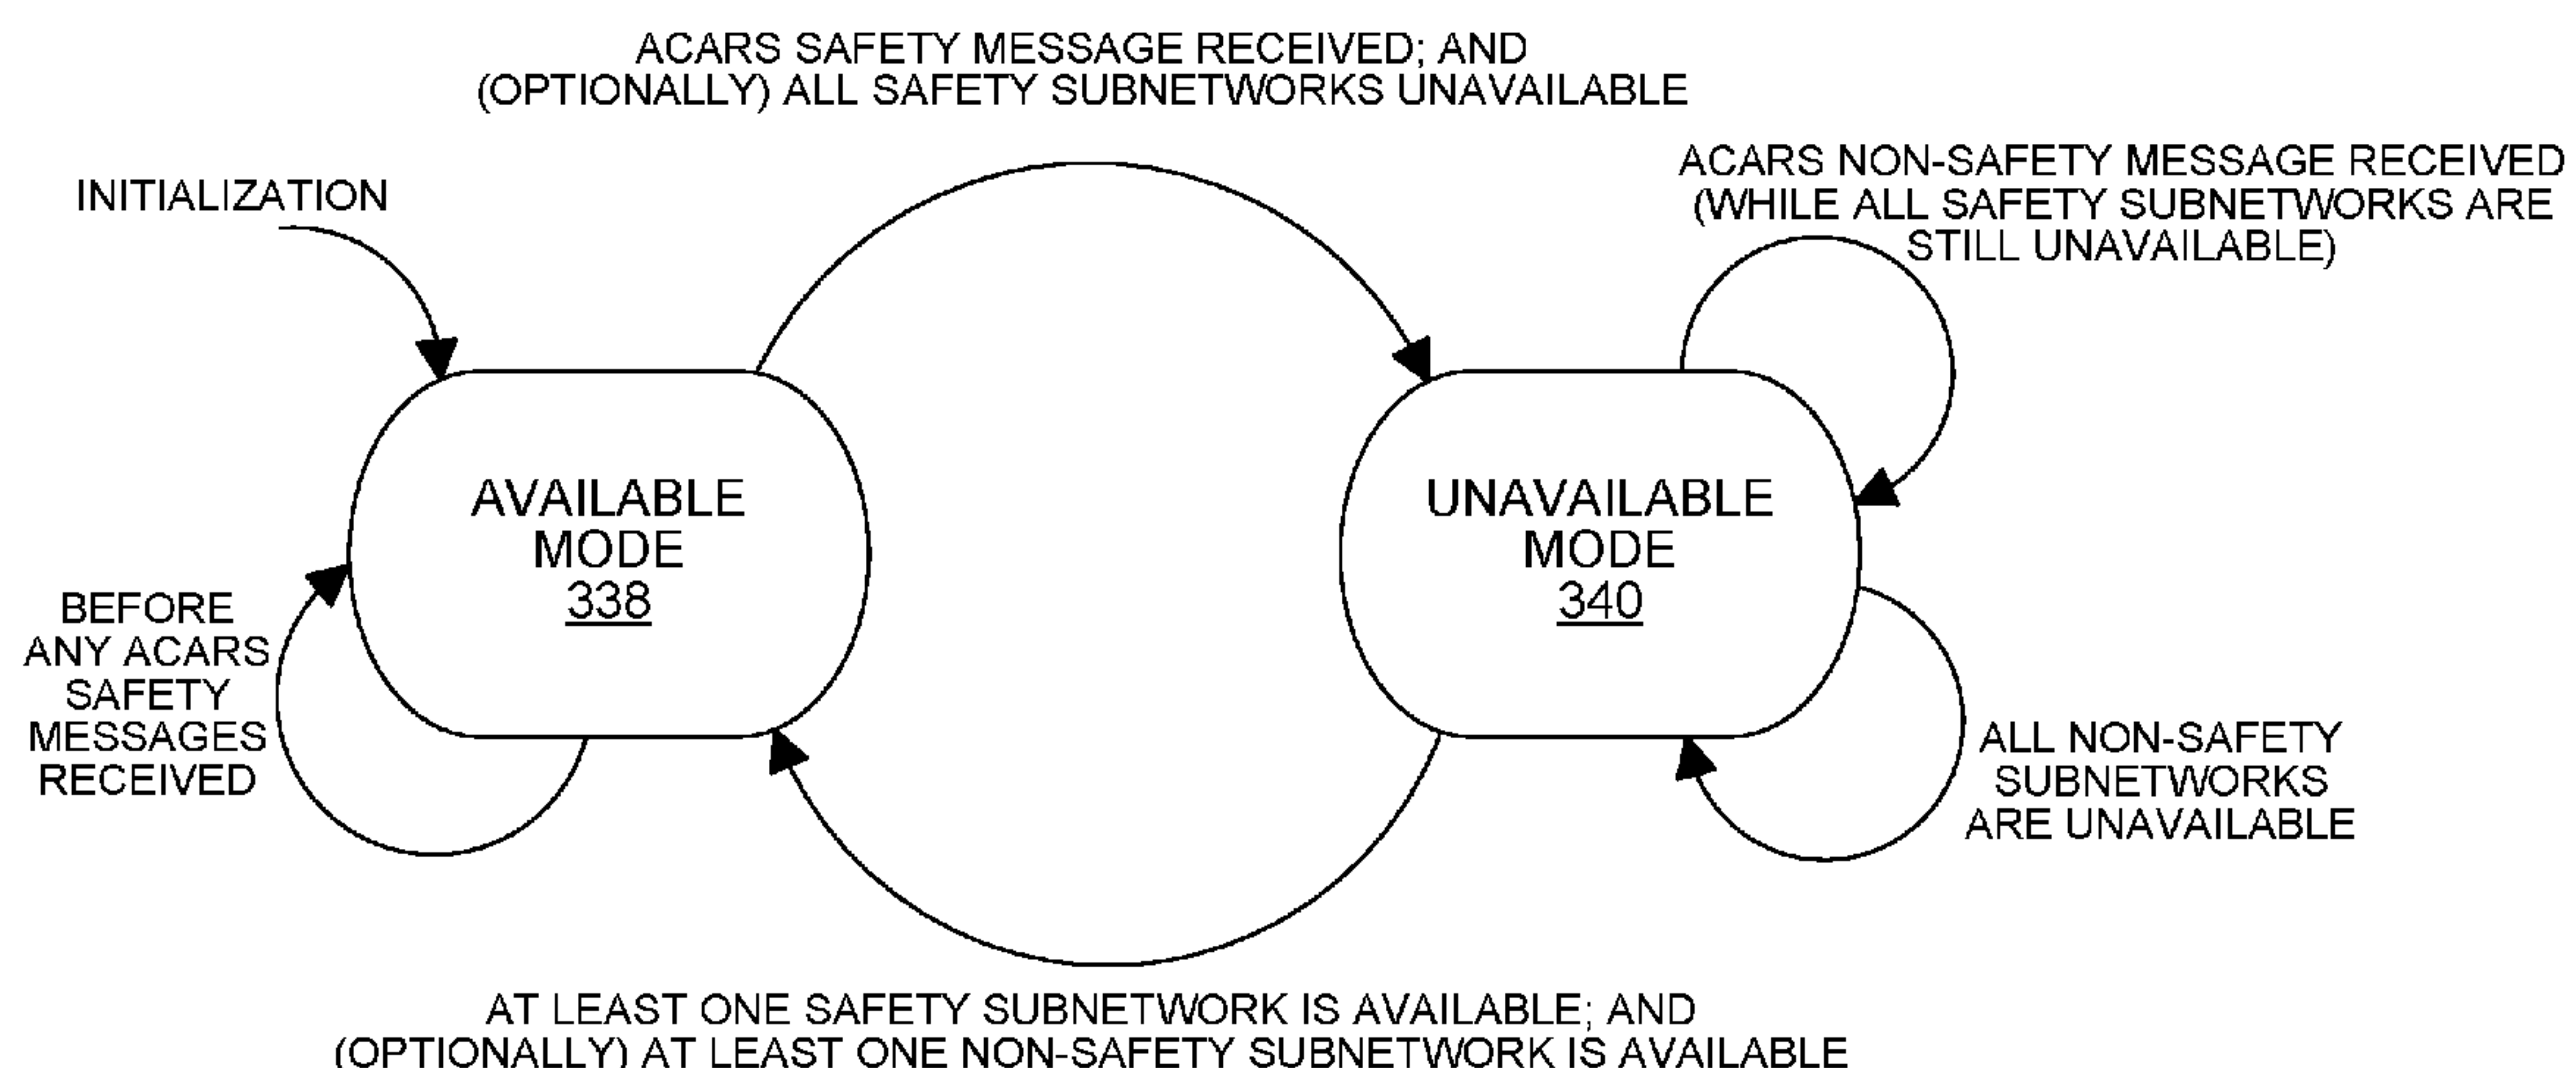 ACARS SAFETY MESSAGE RECEIVED; AND
(OPTIONALLY) ALL SAFETY SUBNETWORKS UNAVAILABLE
ACARS NON-SAFETY MESSAGE RECEIVED
(WHILE ALL SAFETY SUBNETWORKS ARE
STILL UNAVAILABLE)
INITIALIZATION
AVAILABLE
MODE
338
UNAVAILABLE
MODE
340
BEFORE
ANY ACARS
SAFETY
MESSAGES
RECEIVED
ALL NON-SAFETY
SUBNETWORKS
ARE UNAVAILABLE
AT LEAST ONE SAFETY SUBNETWORK IS AVAILABLE; AND
(OPTIONALLY) AT LEAST ONE NON-SAFETY SUBNETWORK IS AVAILABLE